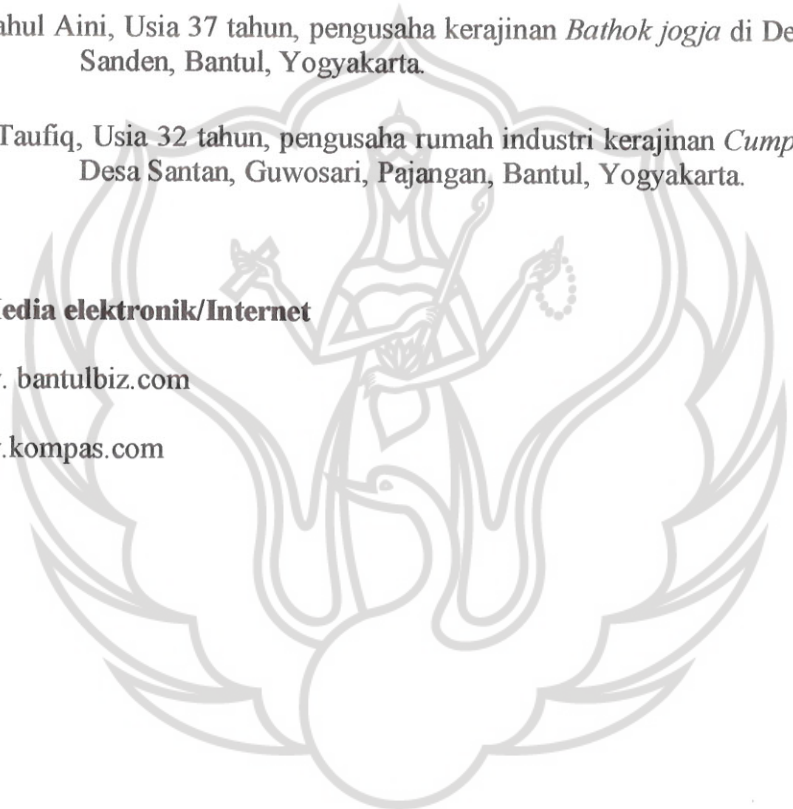 ahul Aini, Usia 37 tahun, pengusaha kerajinan Bathok jogja di De
Sanden, Bantul, Yogyakarta.
Taufiq, Usia 32 tahun, pengusaha rumah industri kerajinan Cump
Desa Santan, Guwosari, Pajangan, Bantul, Yogyakarta.
edia elektronik/Internet
. bantulbiz.com
.kompas.com